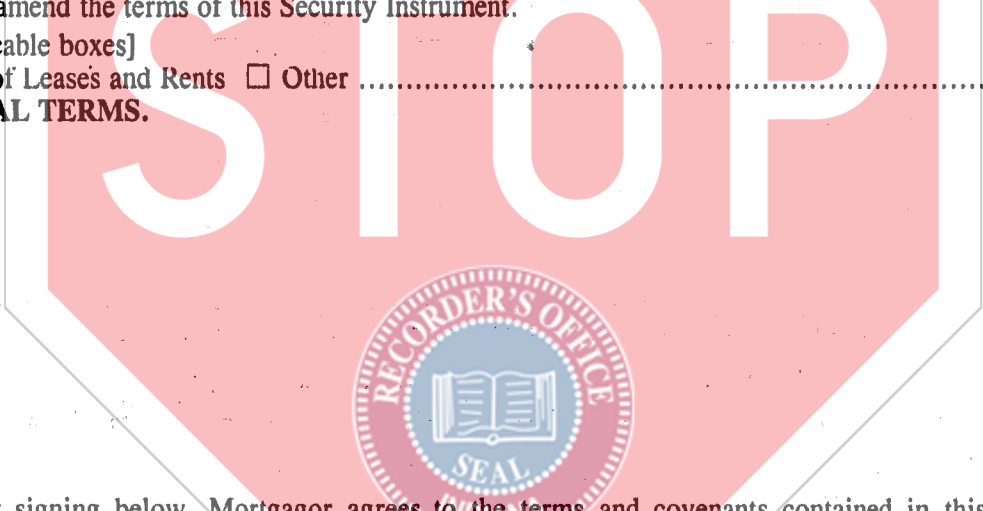 amend the terms of this Security Instrument.
cable boxes]
of Leases and Rents ☐ Other
AL TERMS.
STOP
RECORDER'S OFFICE
SEAL
signing below, Mortgagor agrees to the terms and covenants contained in this